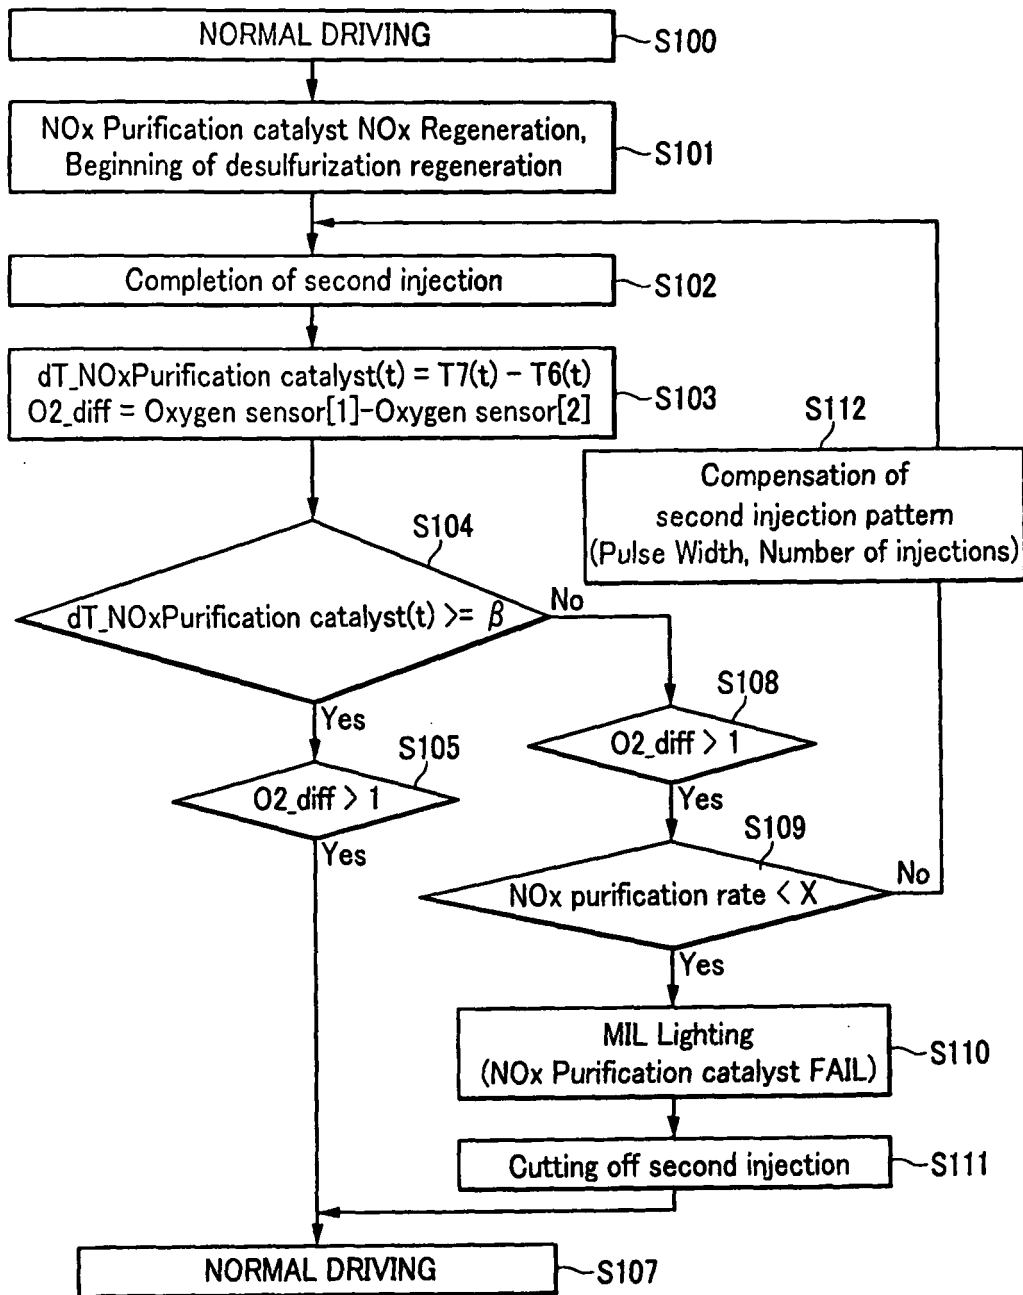 NORMAL DRIVING
S100
NOx Purification catalyst NOx Regeneration,
Beginning of desulfurization regeneration
S101
Completion of second injection
S102
dT_NOxPurification catalyst(t) = T7(t) - T6(t)
O2_diff = Oxygen sensor[1]-Oxygen sensor[2]
S103
S112
Compensation of
second injection pattern
(Pulse Width, Number of injections)
S104
dT_NOxPurification catalyst(t) >= β
No
Yes
S108
O2_diff > 1
Yes
S105
O2_diff > 1
Yes
S109
NOx purification rate < X
No
Yes
MIL Lighting
(NOx Purification catalyst FAIL)
S110
Cutting off second injection
S111
NORMAL DRIVING
S107